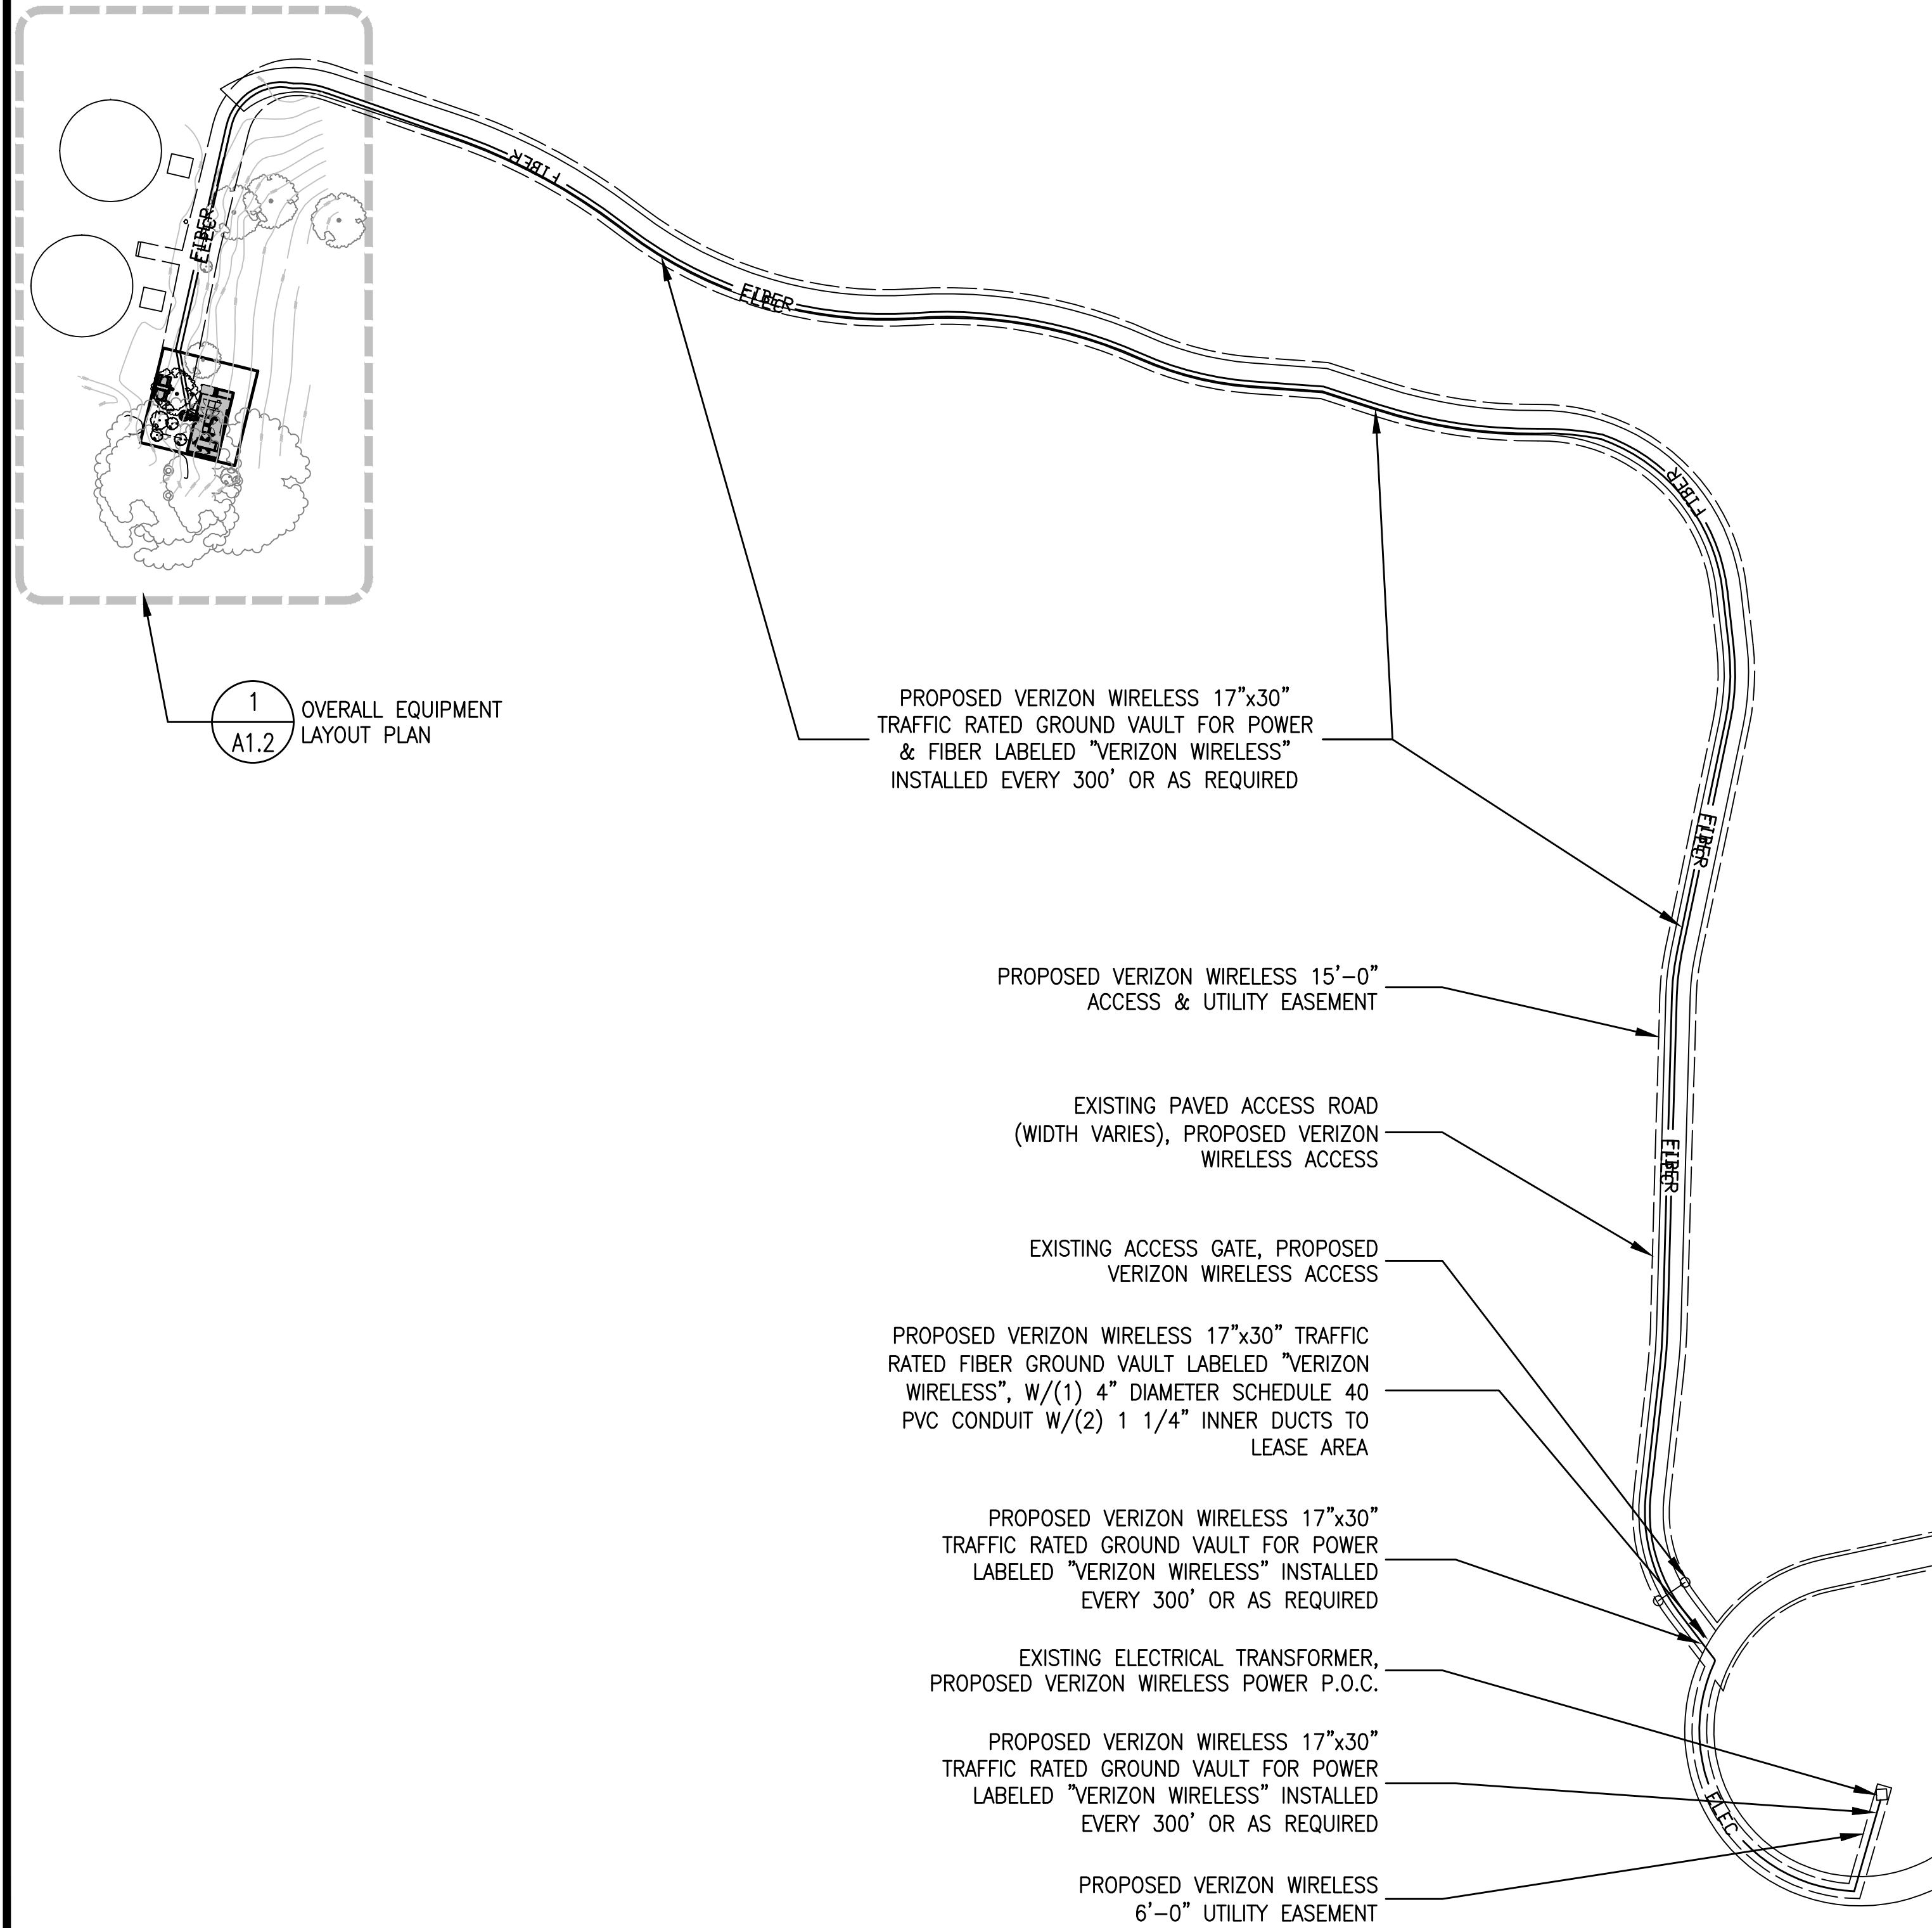 FIBER
FIBER
ELEC
FIBER
ELEC
FIBER
1
A1.2
OVERALL EQUIPMENT
LAYOUT PLAN
PROPOSED VERIZON WIRELESS 17"x30"
TRAFFIC RATED GROUND VAULT FOR POWER
& FIBER LABELED "VERIZON WIRELESS"
INSTALLED EVERY 300' OR AS REQUIRED
FIBER
ELEC
PROPOSED VERIZON WIRELESS 15'-0"
ACCESS & UTILITY EASEMENT
EXISTING PAVED ACCESS ROAD
(WIDTH VARIES), PROPOSED VERIZON
WIRELESS ACCESS
FIBER
ELEC
EXISTING ACCESS GATE, PROPOSED
VERIZON WIRELESS ACCESS
PROPOSED VERIZON WIRELESS 17"x30" TRAFFIC
RATED FIBER GROUND VAULT LABELED "VERIZON
WIRELESS", W/(1) 4" DIAMETER SCHEDULE 40
PVC CONDUIT W/(2) 1 1/4" INNER DUCTS TO
LEASE AREA
PROPOSED VERIZON WIRELESS 17"x30"
TRAFFIC RATED GROUND VAULT FOR POWER
LABELED "VERIZON WIRELESS" INSTALLED
EVERY 300' OR AS REQUIRED
EXISTING ELECTRICAL TRANSFORMER,
PROPOSED VERIZON WIRELESS POWER P.O.C.
PROPOSED VERIZON WIRELESS 17"x30"
TRAFFIC RATED GROUND VAULT FOR POWER
LABELED "VERIZON WIRELESS" INSTALLED
EVERY 300' OR AS REQUIRED
ELEC
PROPOSED VERIZON WIRELESS
6'-0" UTILITY EASEMENT